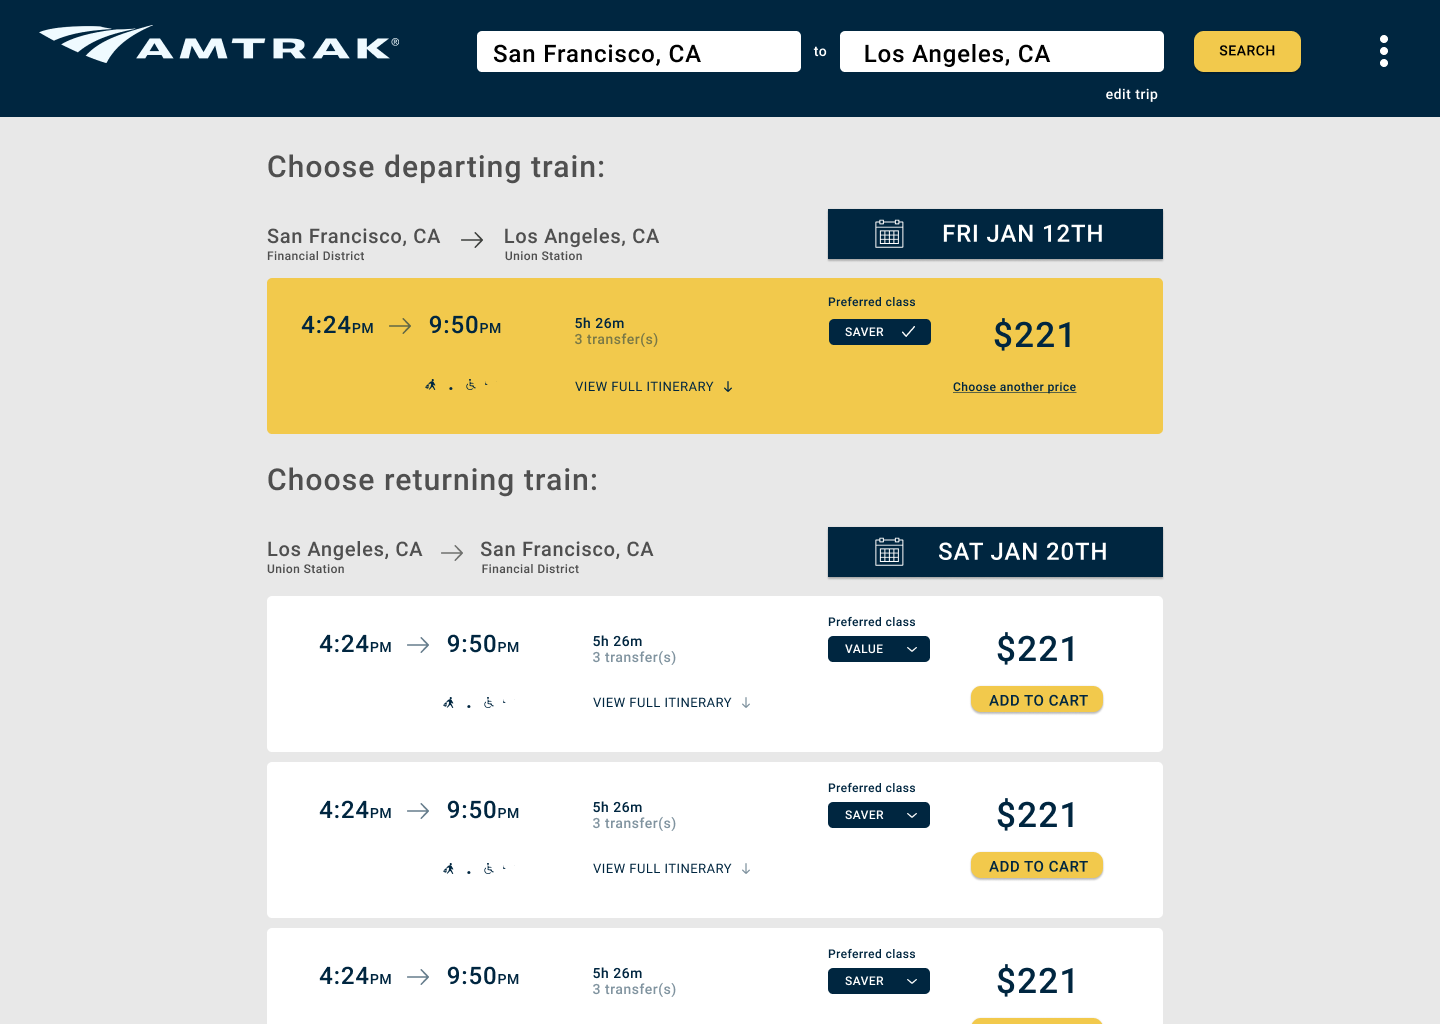 AMTRAK®
San Francisco, CA
to
Los Angeles, CA
SEARCH
edit trip
Choose departing train:
San Francisco, CA → Los Angeles, CA
Financial District
Union Station
FRI JAN 12TH
4:24PM → 9:50PM
5h 26m
3 transfer(s)
VIEW FULL ITINERARY ↓
Preferred class
SAVER
$221
Choose another price
Choose returning train:
Los Angeles, CA → San Francisco, CA
Union Station
Financial District
SAT JAN 20TH
4:24PM → 9:50PM
5h 26m
3 transfer(s)
VIEW FULL ITINERARY ↓
Preferred class
VALUE
$221
ADD TO CART
4:24PM → 9:50PM
5h 26m
3 transfer(s)
VIEW FULL ITINERARY ↓
Preferred class
SAVER
$221
ADD TO CART
4:24PM → 9:50PM
5h 26m
3 transfer(s)
Preferred class
SAVER
$221